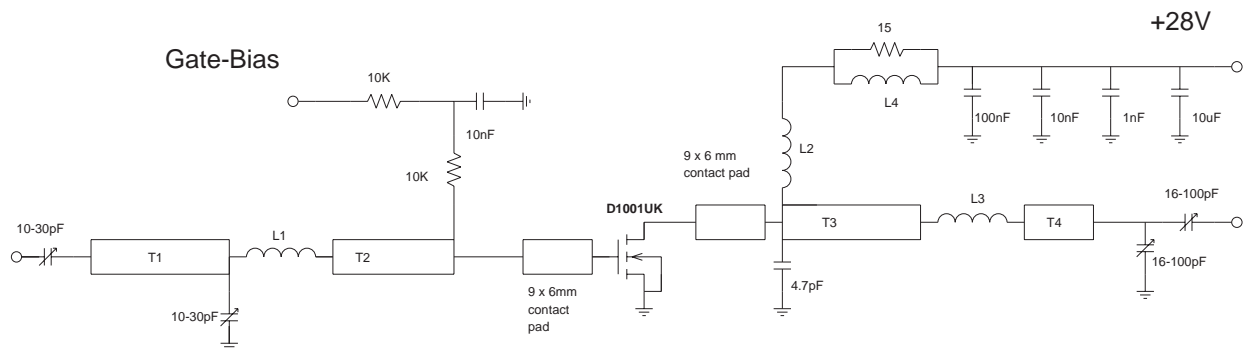 +28V
15
Gate-Bias
10K
L4
100nF
10nF
1nF
10uF
10nF
L2
9 x 6 mm
contact pad
10K
D1001UK
L3
16-100pF
10-30pF
L1
T3
T4
T1
T2
16-100pF
4.7pF
9 x 6mm
contact
pad
10-30pF